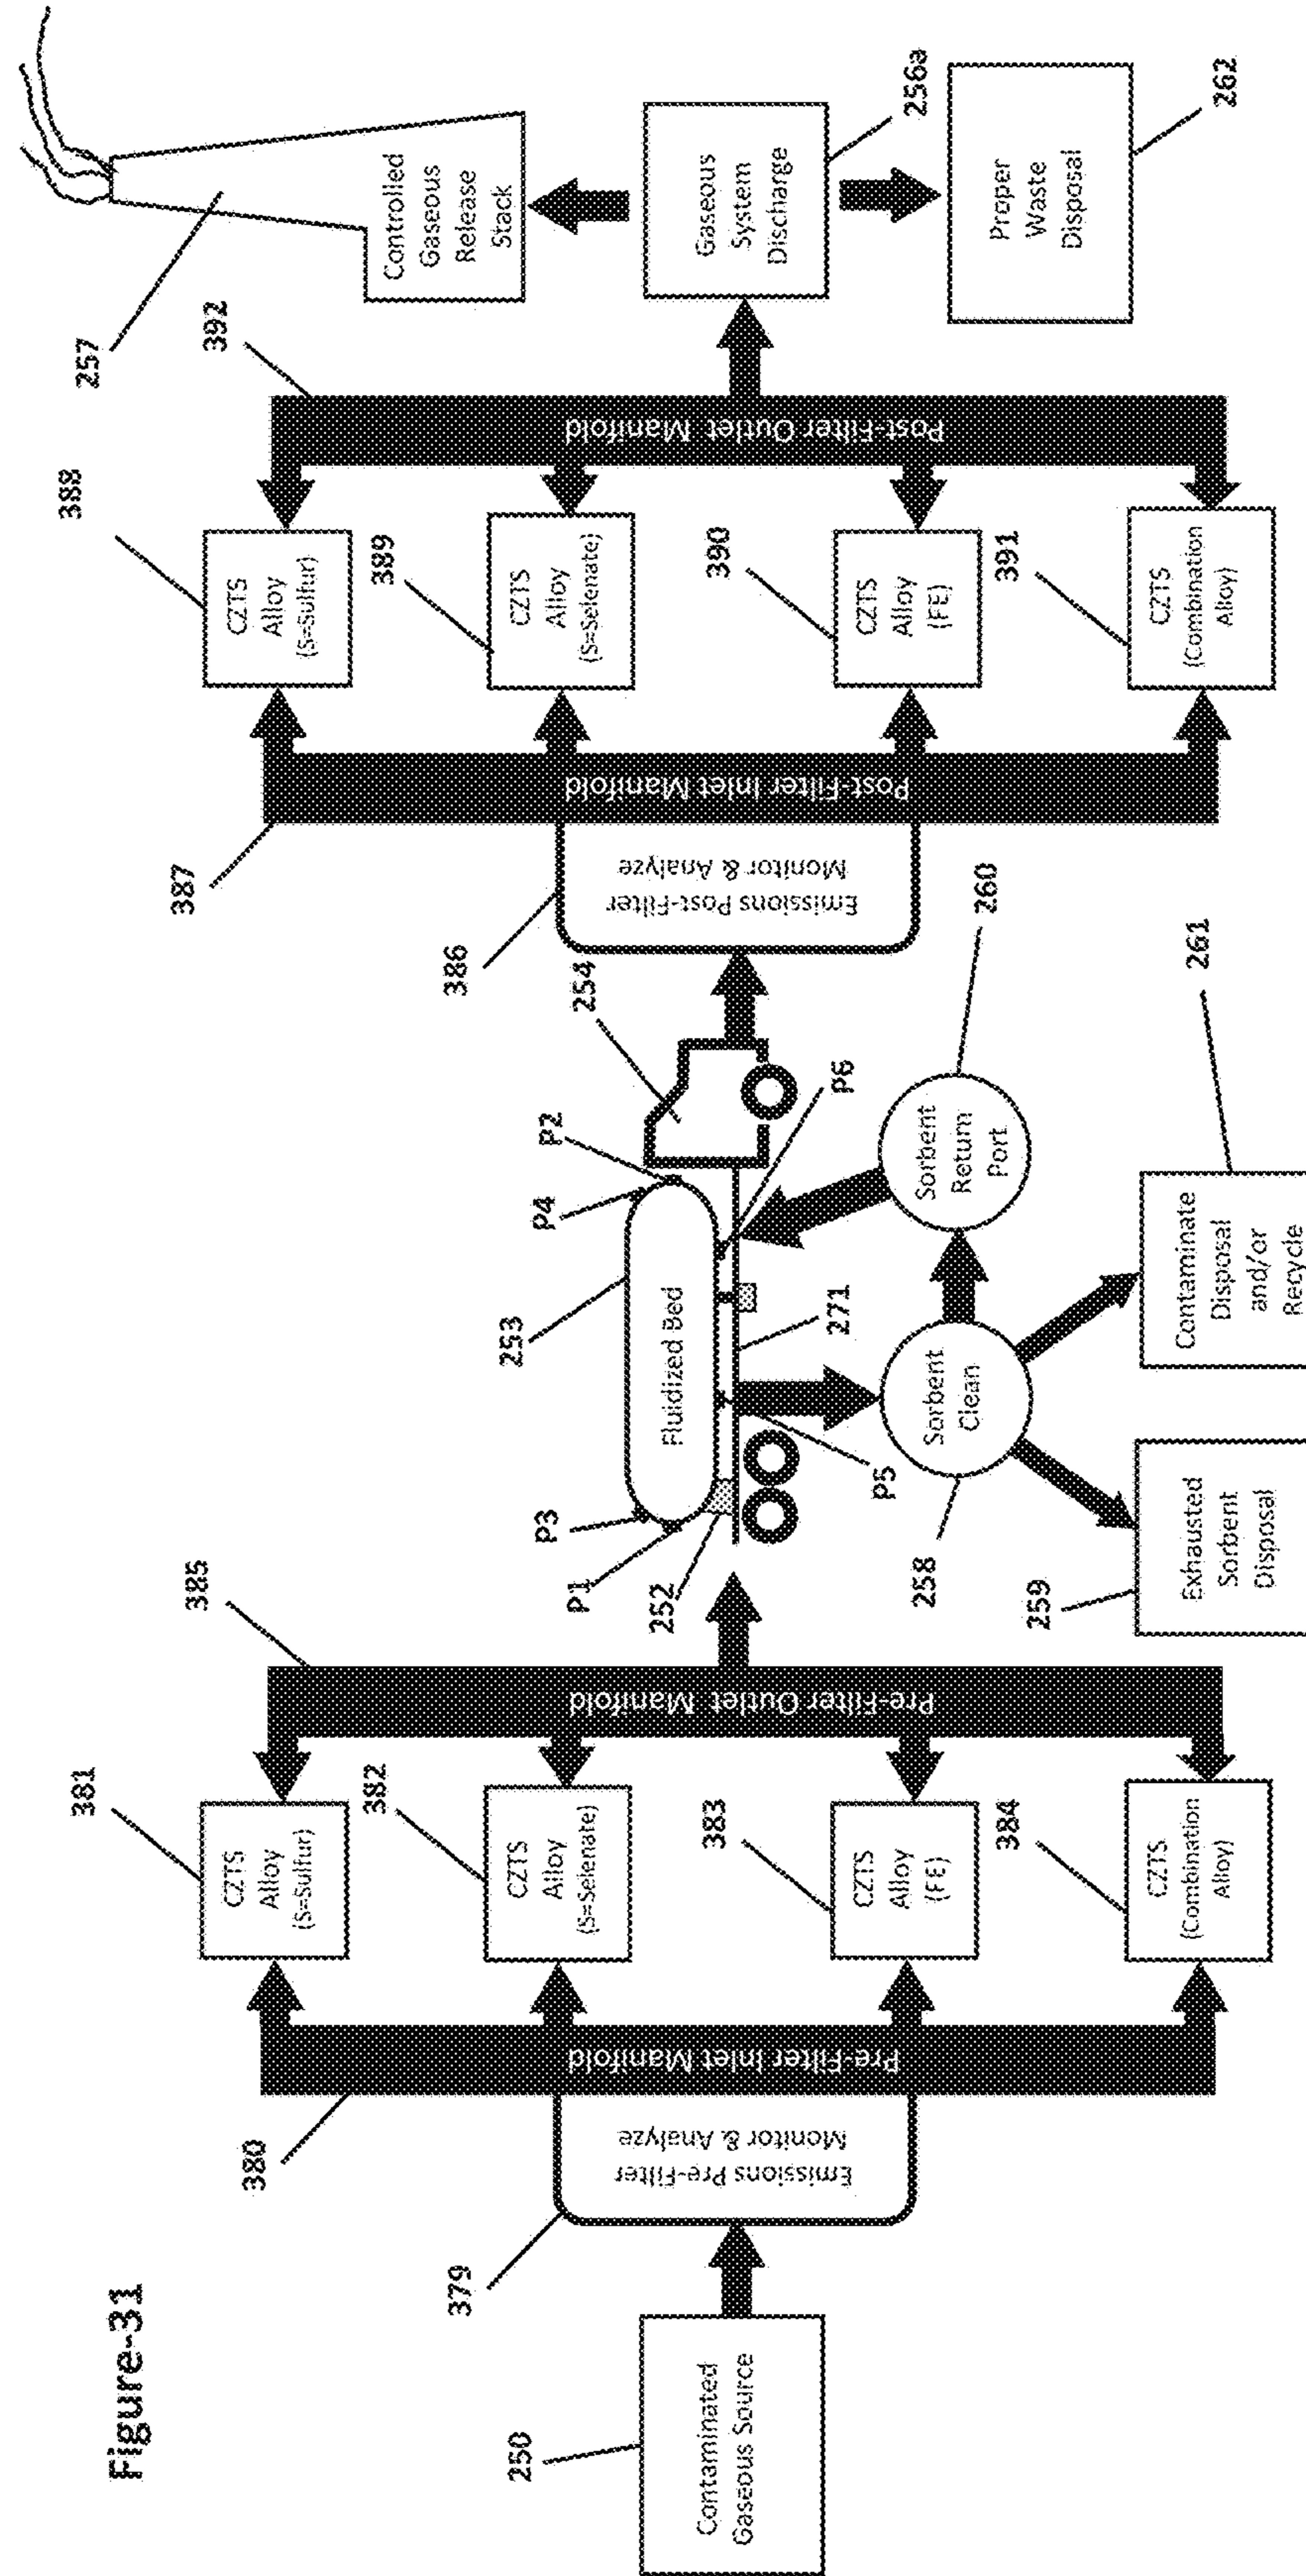 Figure-31
250
Contaminated
Gaseous Source
379
Emissions Pre-Filter
Monitor & Analyze
380
Pre-Filter Inlet Manifold
381
CZTS
Alloy
(S=Sulfur)
382
CZTS
Alloy
(S=Selenate)
383
CZTS
Alloy
(FE)
384
CZTS
(Combination
Alloy)
385
Pre-Filter Outlet Manifold
P3
P1
252
253
Fluidized Bed
P4
P2
254
P5
271
P6
258
Sorbent
Clean
259
Exhausted
Sorbent
Disposal
260
Sorbent
Return
Port
261
Contaminate
Disposal
and/or
Recycle
386
Emissions Post-Filter
Monitor & Analyze
387
Post-Filter Inlet Manifold
388
CZTS
Alloy
(S=Sulfur)
389
CZTS
Alloy
(S=Selenate)
390
CZTS
Alloy
(FE)
391
CZTS
(Combination
Alloy)
392
Post-Filter Outlet Manifold
257
Controlled
Gaseous
Release
Stack
Gaseous
System
Discharge
256a
Proper
Waste
Disposal
262